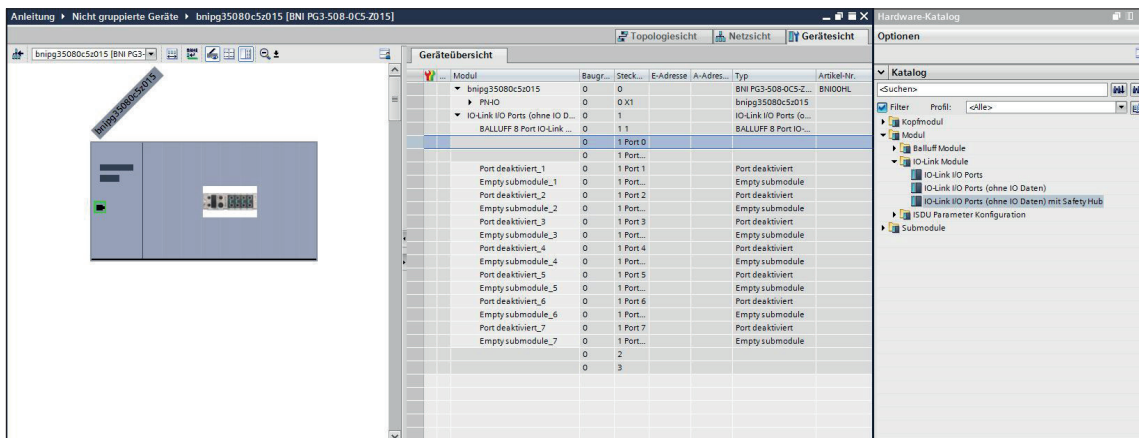 Anleitung ▸ Nicht gruppierte Geräte ▸ bnipg35080c5z015 [BNI PG3-508-0C5-Z015]
Topologiesicht Netzsicht Gerätesicht
bnipg35080c5z015 [BNI PG3-
bnipg35080c5z015
Geräteübersicht
... Modul Baugr... Steck... E-Adresse A-Adres... Typ Artikel-Nr.
bnipg35080c5z015 0 0 BNI PG3-508-0C5-Z... BNI00HL
PN-IO 0 0 X1 bnipg35080c5z015
IO-Link I/O Ports (ohne IO D... 0 1 IO-Link I/O Ports (o...
BALLUFF 8 Port IO-Link ... 0 1 1 BALLUFF 8 Port IO-...
0 1 Port 0
0 1 Port...
Port deaktiviert_1 0 1 Port 1 Port deaktiviert
Empty submodule_1 0 1 Port... Empty submodule
Port deaktiviert_2 0 1 Port 2 Port deaktiviert
Empty submodule_2 0 1 Port... Empty submodule
Port deaktiviert_3 0 1 Port 3 Port deaktiviert
Empty submodule_3 0 1 Port... Empty submodule
Port deaktiviert_4 0 1 Port 4 Port deaktiviert
Empty submodule_4 0 1 Port... Empty submodule
Port deaktiviert_5 0 1 Port 5 Port deaktiviert
Empty submodule_5 0 1 Port... Empty submodule
Port deaktiviert_6 0 1 Port 6 Port deaktiviert
Empty submodule_6 0 1 Port... Empty submodule
Port deaktiviert_7 0 1 Port 7 Port deaktiviert
Empty submodule_7 0 1 Port... Empty submodule
0 2
0 3
Hardware-Katalog
Optionen
Katalog
<Suchen>
Filter Profil: <Alle>
Kopfmodul
Modul
Balluff Module
IO-Link Module
IO-Link I/O Ports
IO-Link I/O Ports (ohne IO Daten)
IO-Link I/O Ports (ohne IO Daten) mit Safety Hub
ISDU Parameter Konfiguration
Submodule